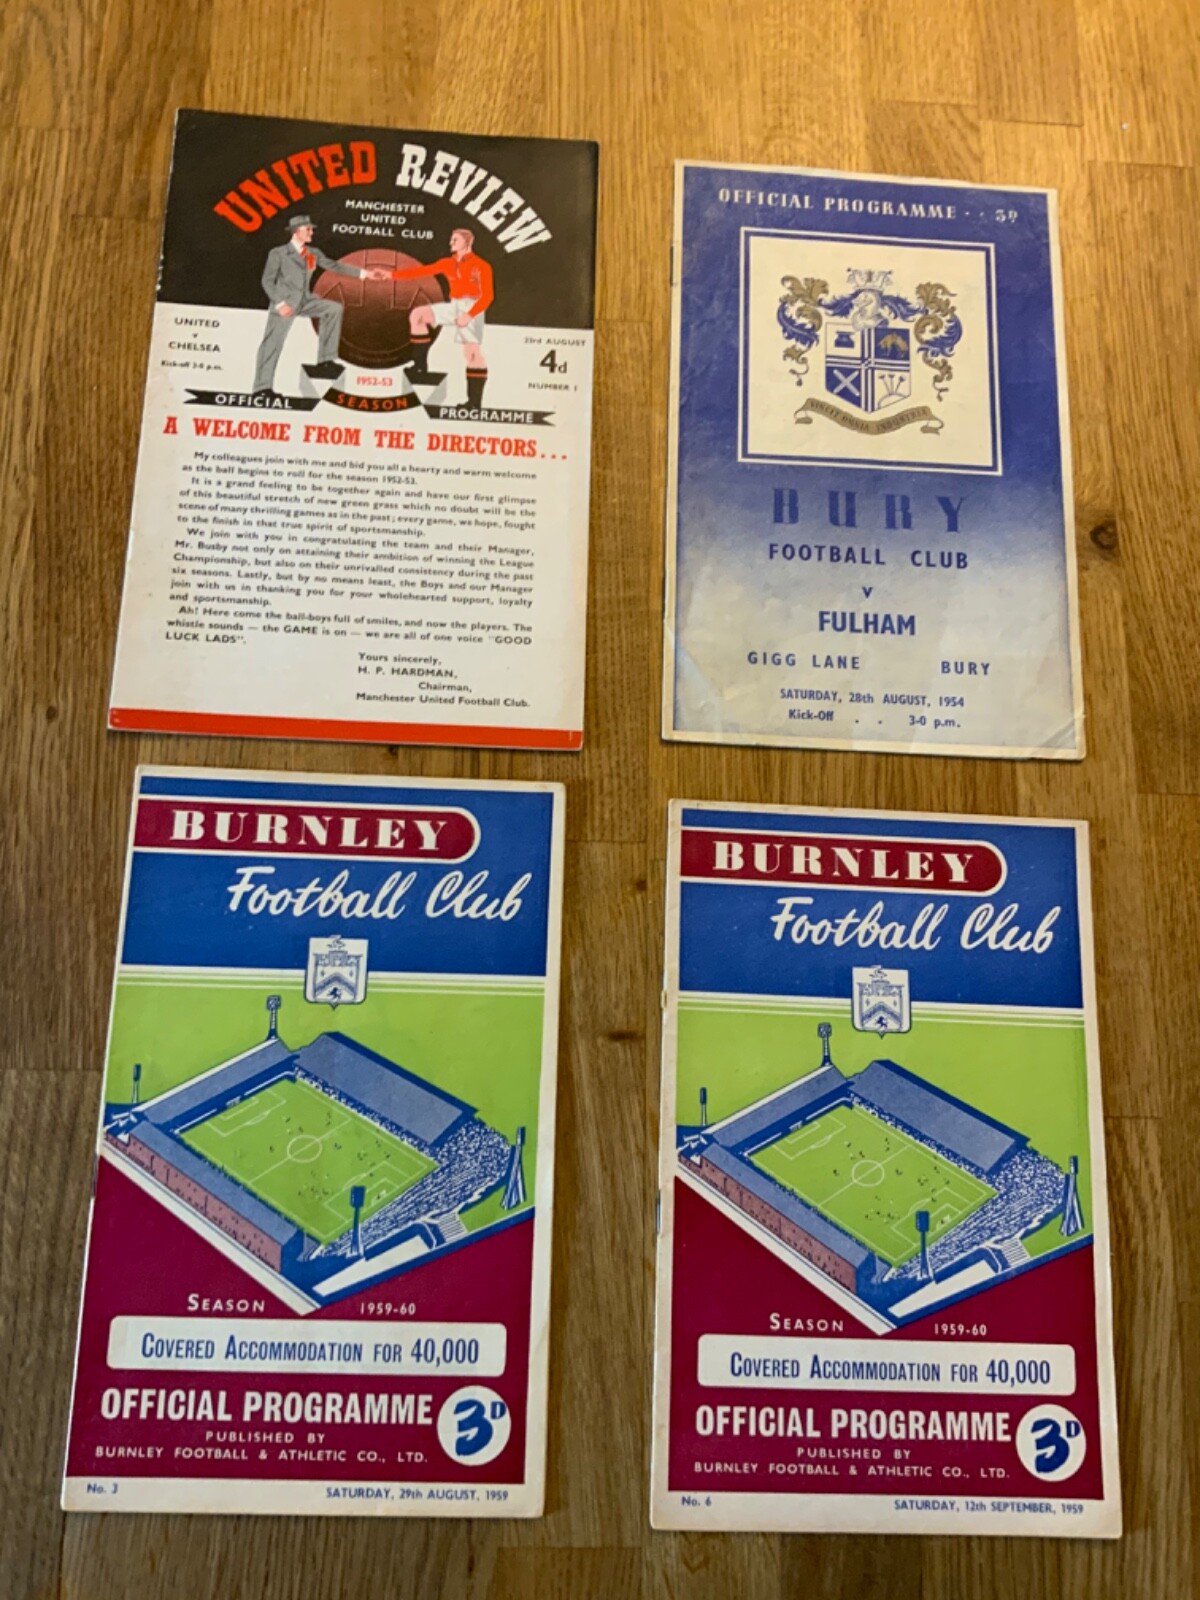 UNITED REVIEW
MANCHESTER
UNITED
FOOTBALL CLUB
UNITED
v
CHELSEA
Kick-off 3-0 p.m.
23rd AUGUST
4d
NUMBER 1
1952-53
OFFICIAL SEASON PROGRAMME
A WELCOME FROM THE DIRECTORS...
My colleagues join with me and bid you all a hearty and warm welcome
as the ball begins to roll for the season 1952-53.
It is a grand feeling to be together again and have our first glimpse
of this beautiful stretch of new green grass which no doubt will be the
scene of many thrilling games as in the past; every game, we hope, fought
to the finish in that true spirit of sportsmanship.
We join with you in congratulating the team and their Manager,
Mr. Busby not only on attaining their ambition of winning the League
Championship, but also on their unrivalled consistency during the past
six seasons. Lastly, but by no means least, the Boys and our Manager
join with us in thanking you for your wholehearted support, loyalty
and sportsmanship.
Ah! Here come the ball-boys full of smiles, and now the players. The
whistle sounds — the GAME is on — we are all of one voice "GOOD
LUCK LADS".
Yours sincerely,
H. P. HARDMAN,
Chairman,
Manchester United Football Club.
OFFICIAL PROGRAMME · · 3D
VINCIT OMNIA INDUSTRIA
BURY
FOOTBALL CLUB
v
FULHAM
GIGG LANE BURY
SATURDAY, 28th AUGUST, 1954
Kick-Off . . 3-0 p.m.
BURNLEY
Football Club
SEASON 1959-60
COVERED ACCOMMODATION FOR 40,000
OFFICIAL PROGRAMME 3D
PUBLISHED BY
BURNLEY FOOTBALL & ATHLETIC CO., LTD.
No. 3 SATURDAY, 29th AUGUST, 1959
BURNLEY
Football Club
SEASON 1959-60
COVERED ACCOMMODATION FOR 40,000
OFFICIAL PROGRAMME 3D
PUBLISHED BY
BURNLEY FOOTBALL & ATHLETIC CO., LTD.
No. 6 SATURDAY, 12th SEPTEMBER, 1959